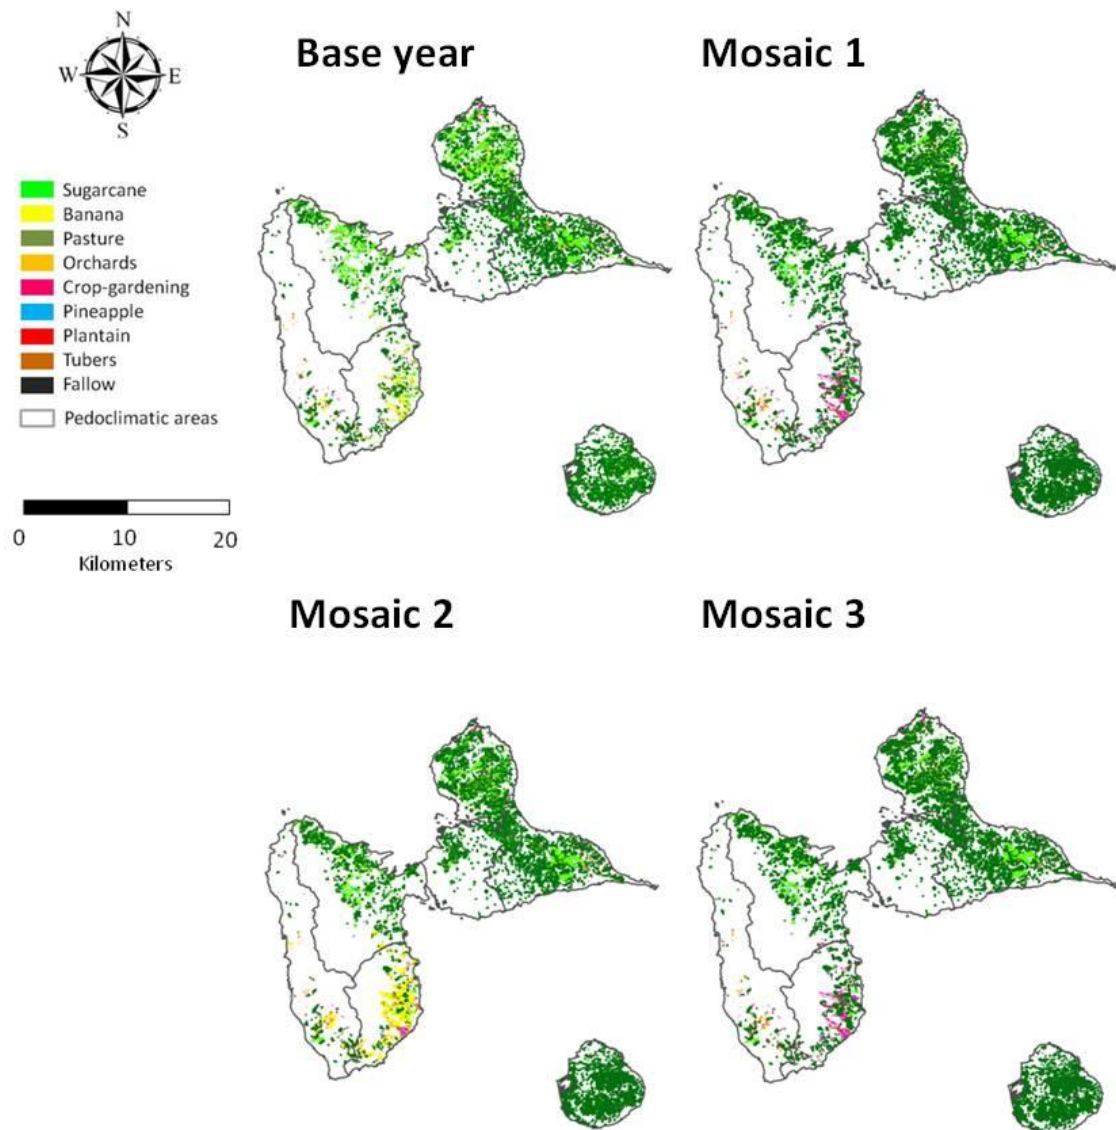 N
W E
S
Base year
Mosaic 1
Sugarcane
Banana
Pasture
Orchards
Crop-gardening
Pineapple
Plantain
Tubers
Fallow
Pedoclimatic areas
0 10 20
Kilometers
Mosaic 2
Mosaic 3